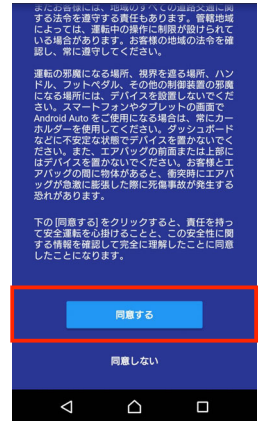 またお客様には、地域のすべての道路交通に関
する法令を遵守する責任もあります。管轄地域
によっては、運転中の操作に制限が設けられて
いる場合があります。お客様の地域の法令を確
認し、常に遵守してください。
運転の邪魔になる場所、視界を遮る場所、ハン
ドル、フットペダル、その他の制御装置の邪魔
になる場所には、デバイスを設置しないでくだ
さい。スマートフォンやタブレットの画面で
Android Auto をご使用になる場合は、常にカー
ホルダーを使用してください。ダッシュボード
などに不安定な状態でデバイスを置かないでく
ださい。また、エアバッグの前面または上部に
はデバイスを置かないでください。お客様とエ
アバッグの間に物体があると、衝突時にエアバ
ッグが急激に膨張した際に死傷事故が発生する
恐れがあります。
下の [同意する] をクリックすると、責任を持っ
て安全運転を心掛けることと、この安全性に関
する情報を確認して完全に理解したことに同意
したことになります。
同意する
同意しない